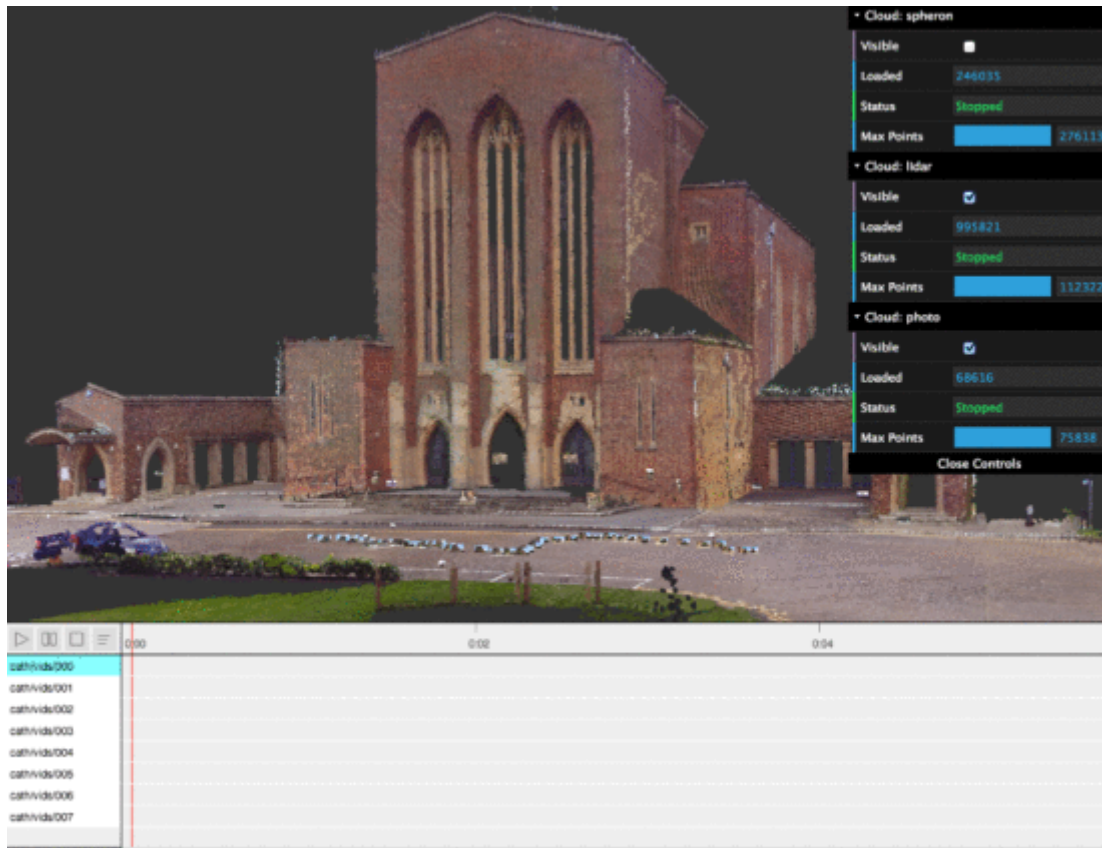 Cloud: spheron
Visible
Loaded 246035
Status Stopped
Max Points 276113
Cloud: lidar
Visible
Loaded 995821
Status Stopped
Max Points 112322
Cloud: photo
Visible
Loaded 68616
Status Stopped
Max Points 75838
Close Controls
0:00 0:02 0:04
cath/vids/000
cath/vids/001
cath/vids/002
cath/vids/003
cath/vids/004
cath/vids/005
cath/vids/006
cath/vids/007